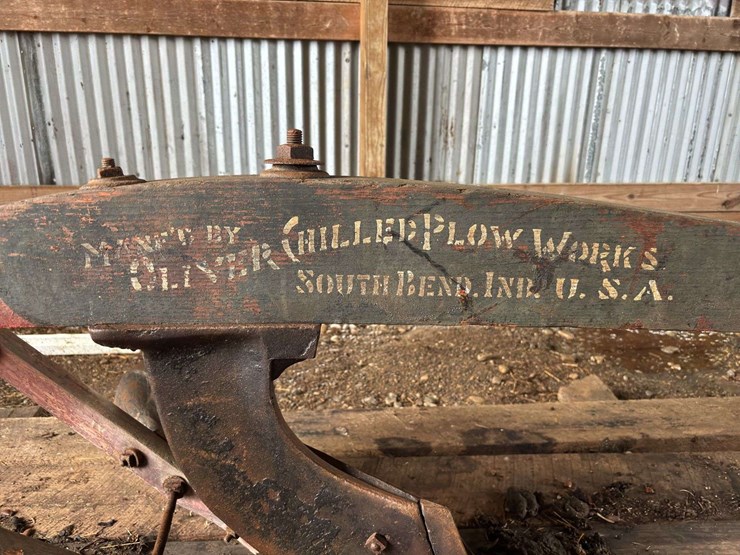 MANF'D BY
OLIVER CHILLED PLOW WORKS
SOUTH BEND, IND. U. S. A.